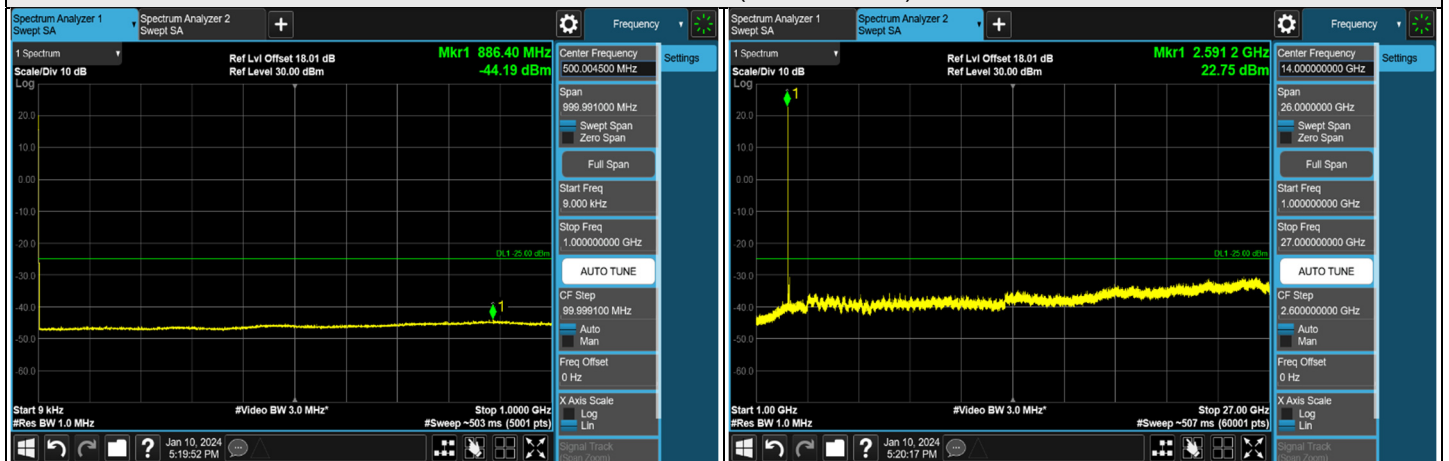 Spectrum Analyzer 1
Swept SA
Spectrum Analyzer 2
Swept SA
Frequency
1 Spectrum
Scale/Div 10 dB
Log
Ref Lvl Offset 18.01 dB
Ref Level 30.00 dBm
Mkr1 886.40 MHz
-44.19 dBm
20.0
10.0
0.00
-10.0
-20.0
-30.0
-40.0
-50.0
-60.0
DL1 -25.00 dBm
1
Start 9 kHz
#Res BW 1.0 MHz
#Video BW 3.0 MHz*
Stop 1.0000 GHz
#Sweep ~503 ms (5001 pts)
Center Frequency
500.004500 MHz
Settings
Span
999.991000 MHz
Swept Span
Zero Span
Full Span
Start Freq
9.000 kHz
Stop Freq
1.000000000 GHz
AUTO TUNE
CF Step
99.999100 MHz
Auto
Man
Freq Offset
0 Hz
X Axis Scale
Log
Lin
Signal Track
(Span Zoom)
?
Jan 10, 2024
5:19:52 PM
Spectrum Analyzer 1
Swept SA
Spectrum Analyzer 2
Swept SA
Frequency
1 Spectrum
Scale/Div 10 dB
Log
Ref Lvl Offset 18.01 dB
Ref Level 30.00 dBm
Mkr1 2.591 2 GHz
22.75 dBm
1
20.0
10.0
0.00
-10.0
-20.0
-30.0
-40.0
-50.0
-60.0
DL1 -25.00 dBm
Start 1.00 GHz
#Res BW 1.0 MHz
#Video BW 3.0 MHz*
Stop 27.00 GHz
#Sweep ~507 ms (60001 pts)
Center Frequency
14.00000000 GHz
Settings
Span
26.0000000 GHz
Swept Span
Zero Span
Full Span
Start Freq
1.000000000 GHz
Stop Freq
27.000000000 GHz
AUTO TUNE
CF Step
2.600000000 GHz
Auto
Man
Freq Offset
0 Hz
X Axis Scale
Log
Lin
Signal Track
(Span Zoom)
?
Jan 10, 2024
5:20:17 PM